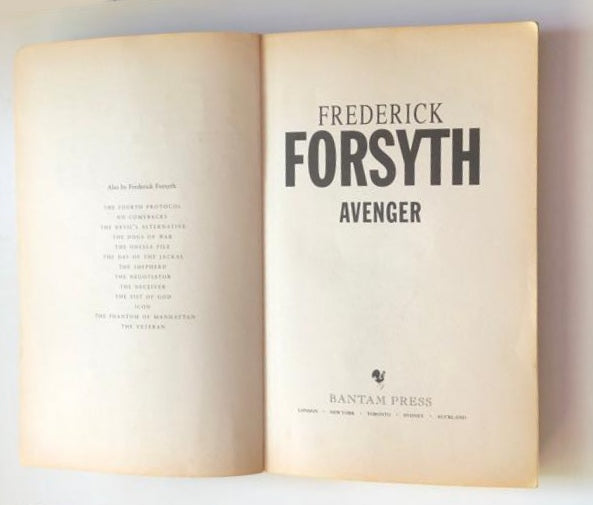 Also by Frederick Forsyth
THE FOURTH PROTOCOL
NO COMEBACKS
THE DEVIL'S ALTERNATIVE
THE DOGS OF WAR
THE ODESSA FILE
THE DAY OF THE JACKAL
THE SHEPHERD
THE NEGOTIATOR
THE DECEIVER
THE FIST OF GOD
ICON
THE PHANTOM OF MANHATTAN
THE VETERAN
FREDERICK
FORSYTH
AVENGER
BANTAM PRESS
LONDON • NEW YORK • TORONTO • SYDNEY • AUCKLAND